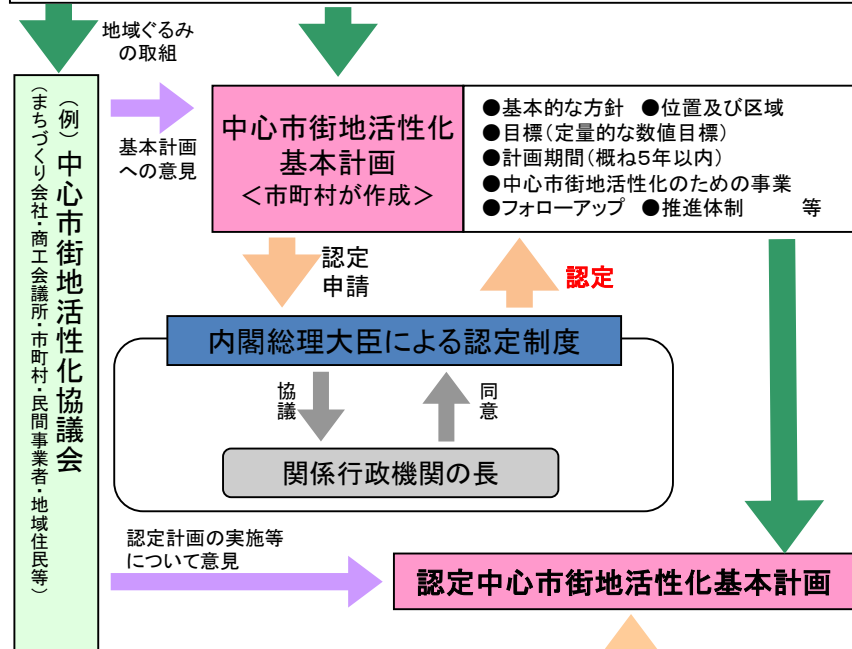 地域ぐるみ
の取組
(例)中心市街地活性化協議会
(まちづくり会社・商工会議所・市町村・民間事業者・地域住民等)
基本計画
への意見
中心市街地活性化
基本計画
＜市町村が作成＞
●基本的な方針 ●位置及び区域
●目標(定量的な数値目標)
●計画期間(概ね5年以内)
●中心市街地活性化のための事業
●フォローアップ ●推進体制 等
認定
申請
認定
内閣総理大臣による認定制度
協議
同意
関係行政機関の長
認定計画の実施等
について意見
認定中心市街地活性化基本計画